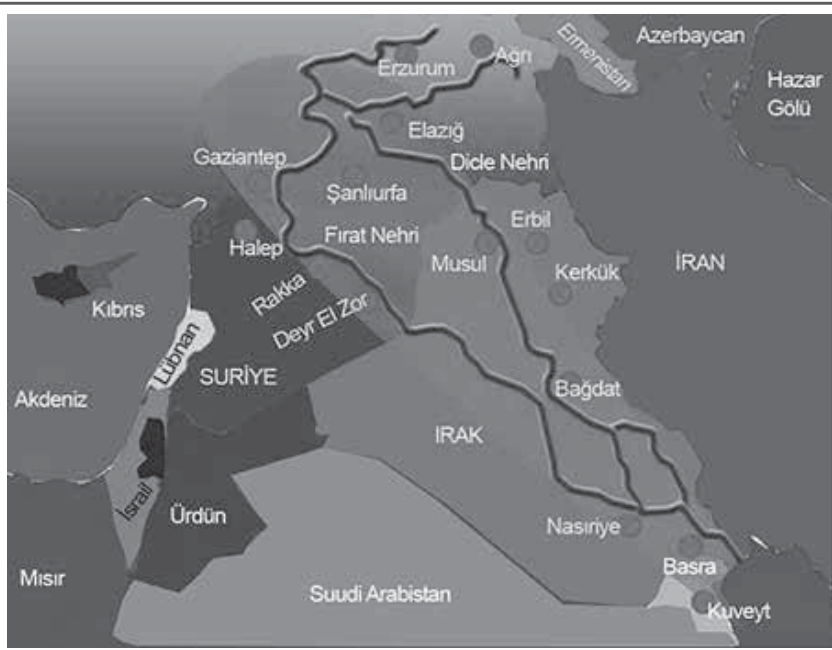 Azerbaycan
Ermenistan
Hazar
Gölü
Erzurum
Ağrı
Elazığ
Gaziantep
Dicle Nehri
Şanlıurfa
Erbil
Halep
Fırat Nehri
Musul
Kerkük
İRAN
Rakka
Deyr El Zor
Kıbrıs
Lübnan
SURİYE
Bağdat
Akdeniz
IRAK
İsrail
Ürdün
Nasıriye
Basra
Mısır
Suudi Arabistan
Kuveyt